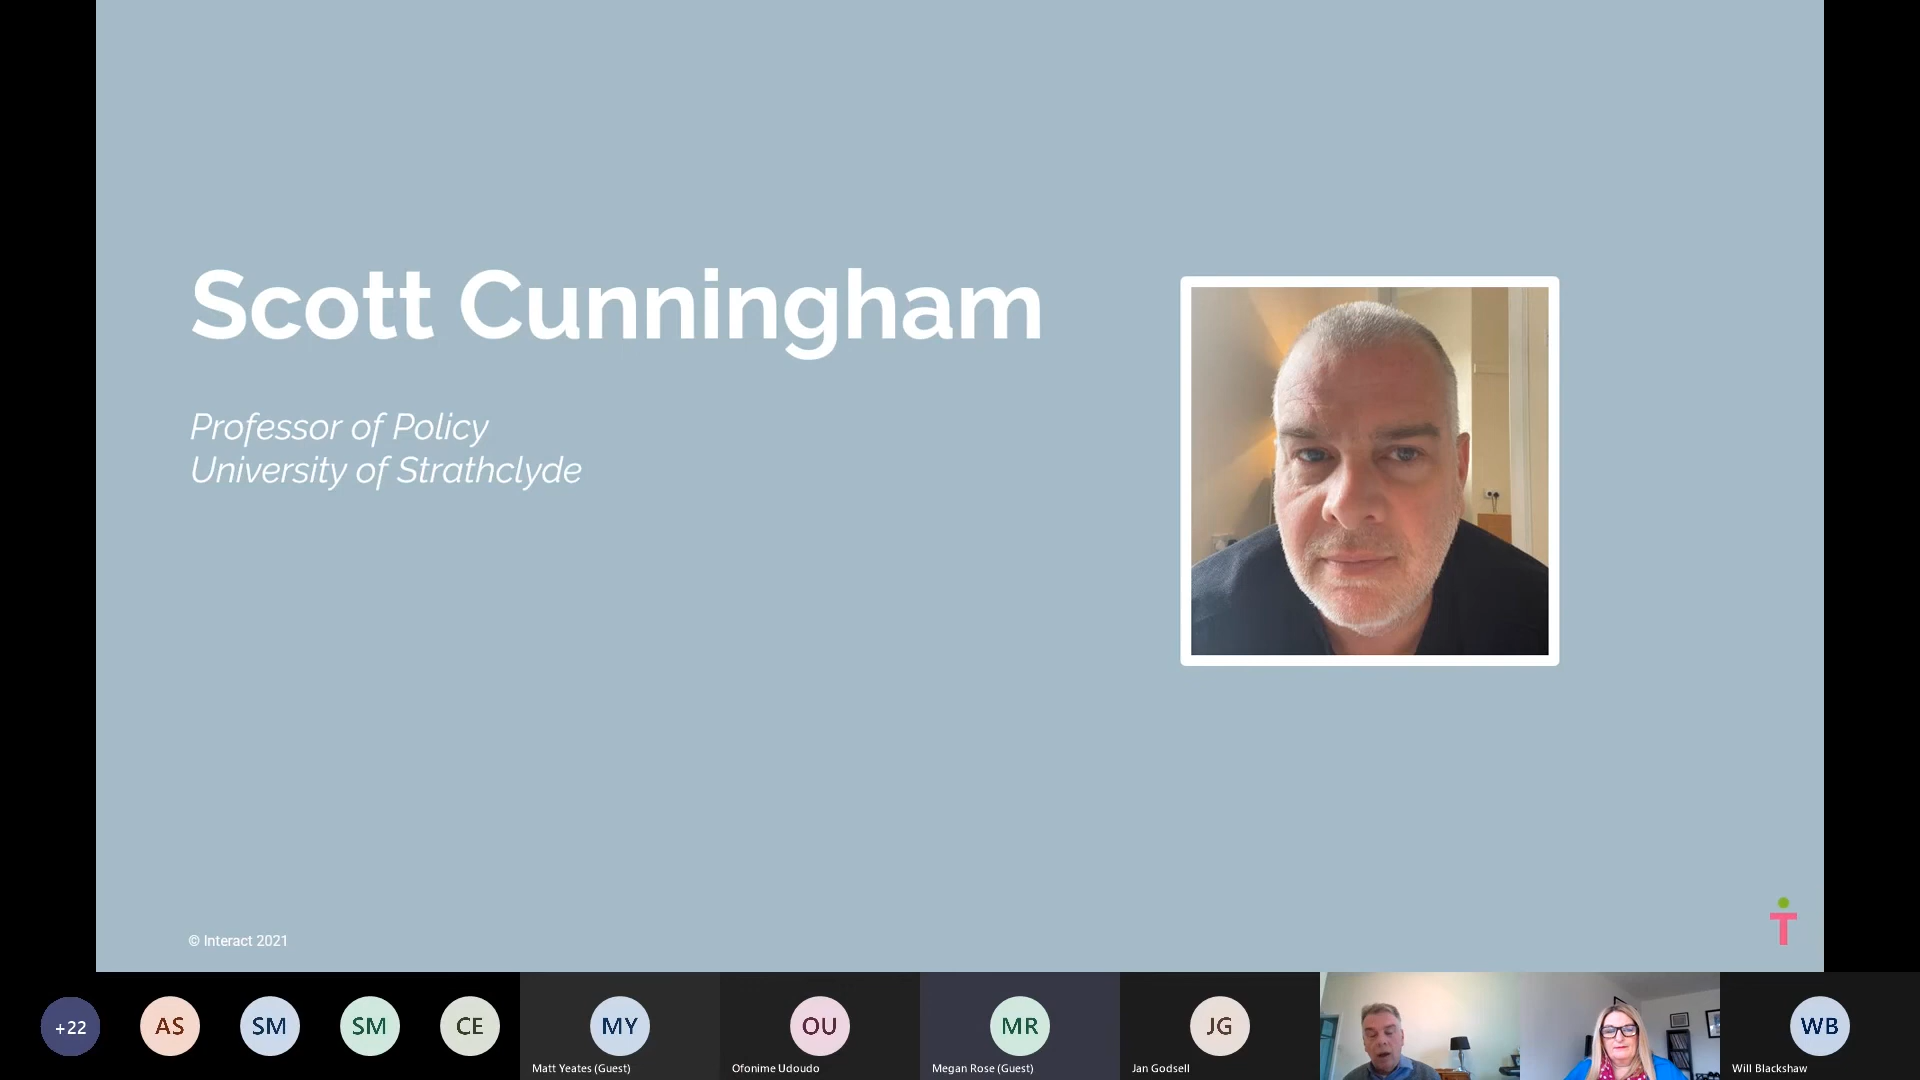 Scott Cunningham
Professor of Policy
University of Strathclyde
© Interact 2021
+22
AS
SM
SM
CE
MY
OU
MR
JG
WB
Matt Yeates (Guest)
Ofonime Udoudo
Megan Rose (Guest)
Jan Godsell
Will Blackshaw